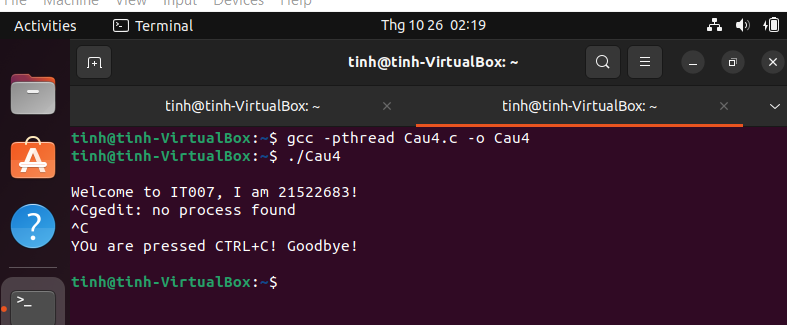 File Machine View Input Devices Help
Activities Terminal Thg 10 26 02:19
tinh@tinh-VirtualBox: ~
tinh@tinh-VirtualBox: ~ tinh@tinh-VirtualBox: ~
tinh@tinh-VirtualBox:~$ gcc -pthread Cau4.c -o Cau4
tinh@tinh-VirtualBox:~$ ./Cau4
Welcome to IT007, I am 21522683!
^Cgedit: no process found
^C
YOu are pressed CTRL+C! Goodbye!
tinh@tinh-VirtualBox:~$